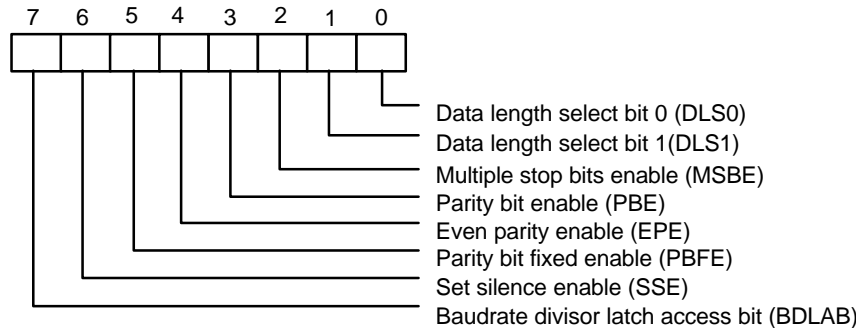 7 6 5 4 3 2 1 0
Data length select bit 0 (DLS0)
Data length select bit 1(DLS1)
Multiple stop bits enable (MSBE)
Parity bit enable (PBE)
Even parity enable (EPE)
Parity bit fixed enable (PBFE)
Set silence enable (SSE)
Baudrate divisor latch access bit (BDLAB)